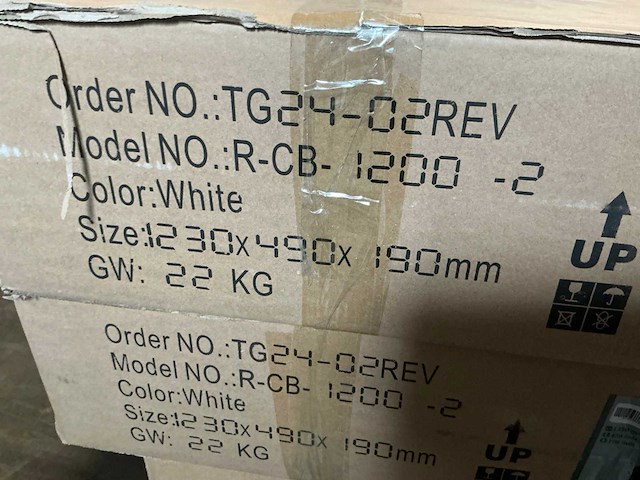 Order NO.:TG24-02REV
Model NO.:R-CB- 1200 -2
Color:White
Size:1230x490x 190mm
GW: 22 KG
UP
Order NO.:TG24-02REV
Model NO.:R-CB- 1200 -2
Color:White
Size:1230x490x 190mm
GW: 22 KG
UP